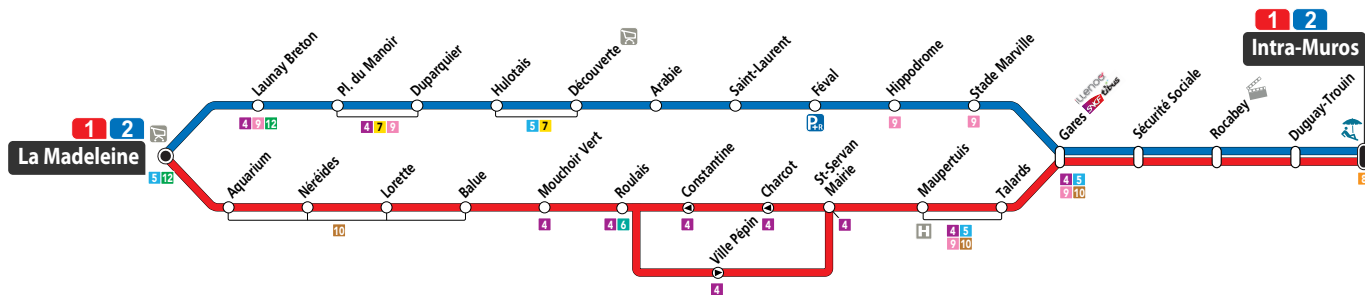 1 2
Intra-Muros
Launay Breton
4 9 12
Pl. du Manoir
Duparquier
4 7 9
Hulotais
Découverte
5 7
Arabie
Saint-Laurent
Féval
P+R
Hippodrome
9
Stade Marville
9
Gares
illenoo
SNCF
4 5
9 10
Sécurité Sociale
Rocabey
Duguay-Trouin
8
1 2
La Madeleine
5 12
Aquarium
Néréides
Lorette
Balue
10
Mouchoir Vert
4
Roulais
4 6
Constantine
4
Charcot
4
St-Servan
Mairie
4
Maupertuis
Talards
H
4 5
9 10
Ville Pépin
4